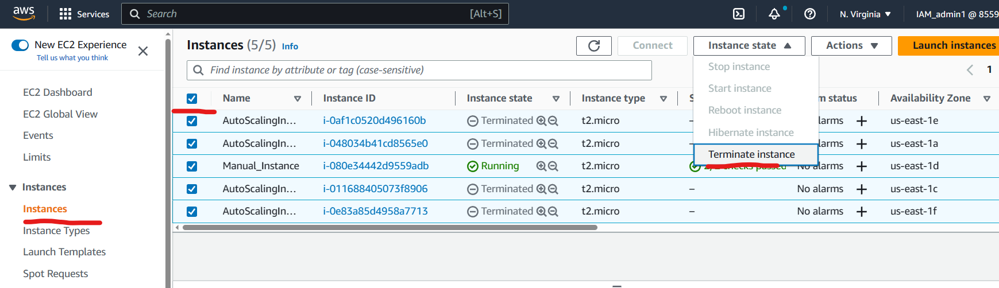 aws
Services
Search
[Alt+S]
N. Virginia
IAM_admin1 @ 8559
New EC2 Experience
Tell us what you think
EC2 Dashboard
EC2 Global View
Events
Limits
Instances
Instances
Instance Types
Launch Templates
Spot Requests
Instances (5/5) Info
Connect
Instance state
Actions
Launch instances
Find instance by attribute or tag (case-sensitive)
1
Stop instance
Start instance
Reboot instance
Hibernate instance
Terminate instance
Name Instance ID Instance state Instance type S m status Availability Zone
AutoScalingIn... i-0af1c0520d496160b Terminated t2.micro – alarms + us-east-1e
AutoScalingIn... i-048034b41cd8565e0 Terminated t2.micro – larms + us-east-1a
Manual_Instance i-080e34442d9559adb Running t2.micro checks passed No alarms + us-east-1d
AutoScalingIn... i-011688405073f8906 Terminated t2.micro – No alarms + us-east-1c
AutoScalingIn... i-0e83a85d4958a7713 Terminated t2.micro – No alarms + us-east-1f